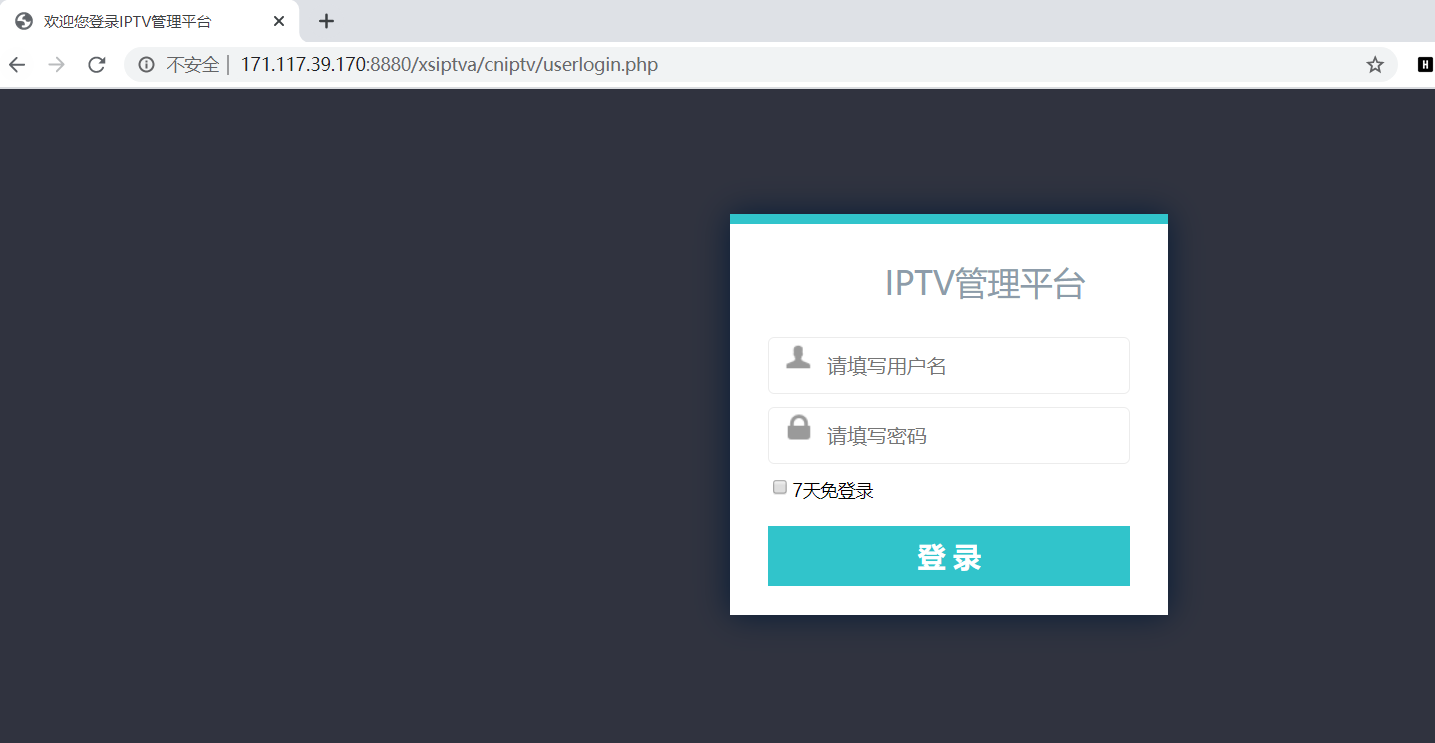 欢迎您登录IPTV管理平台
不安全 | 171.117.39.170:8880/xsiptva/cniptv/userlogin.php
H
IPTV管理平台
请填写用户名
请填写密码
7天免登录
登 录